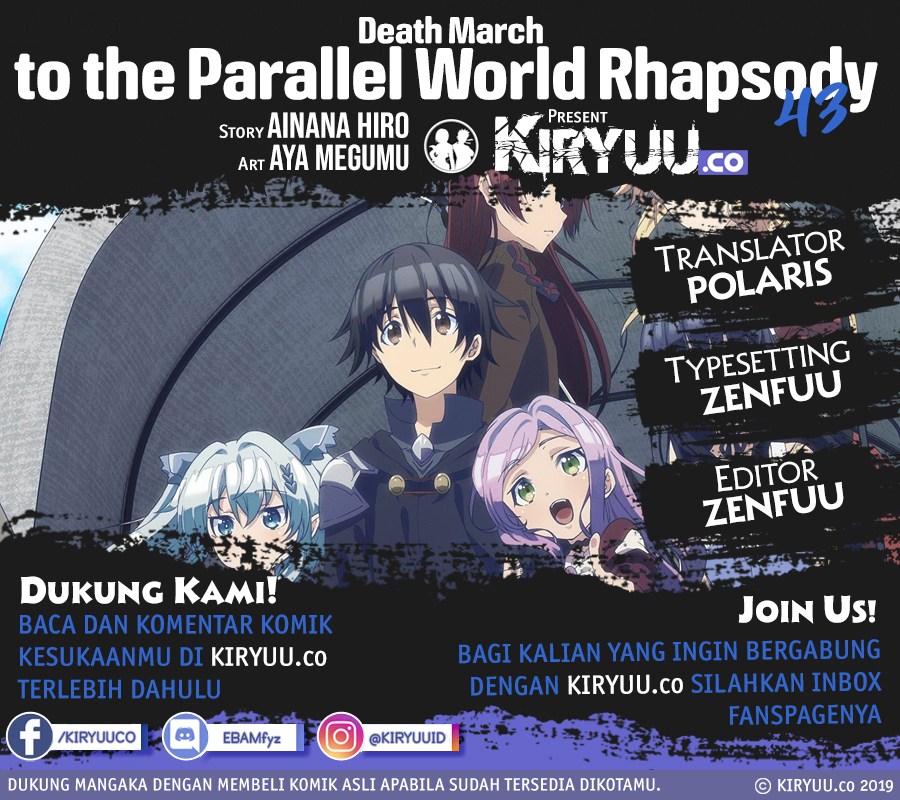 Death March
to the Parallel World Rhapsody
43
Story AINANA HIRO
Art AYA MEGUMU
PRESENT
KIRYUU.CO
TRANSLATOR
POLARIS
TYPESETTING
ZENFUU
EDITOR
ZENFUU
DUKUNG KAMI!
BACA DAN KOMENTAR KOMIK
KESUKAANMU DI KIRYUU.co
TERLEBIH DAHULU
JOIN US!
BAGI KALIAN YANG INGIN BERGABUNG
DENGAN KIRYUU.co SILAHKAN INBOX
FANSPAGENYA
/KIRYUUCO
EBAMfyz
@KIRYUUID
DUKUNG MANGAKA DENGAN MEMBELI KOMIK ASLI APABILA SUDAH TERSEDIA DIKOTAMU.
© KIRYUU.co 2019